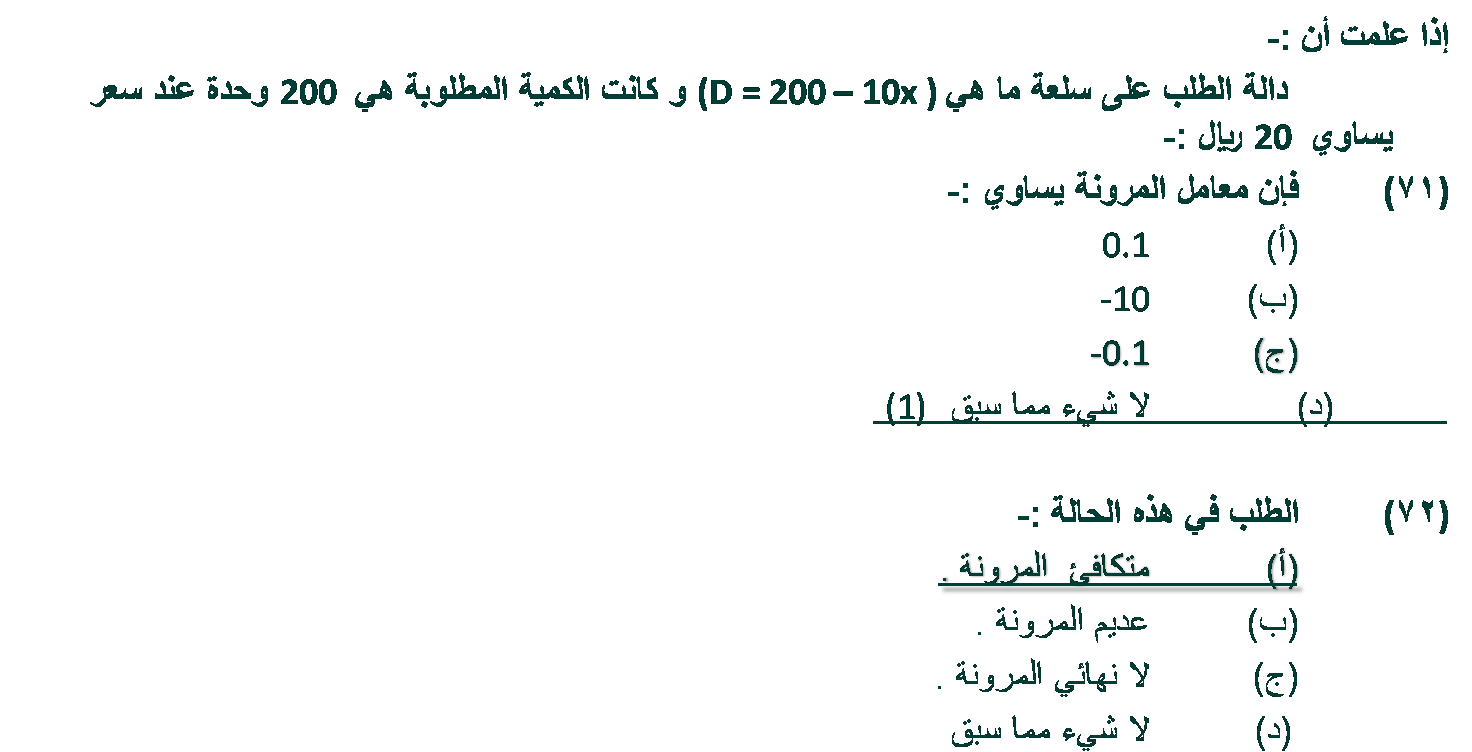 إذا علمت أن :-
دالة الطلب على سلعة ما هي ( D = 200 – 10x) و كانت الكمية المطلوبة هي 200 وحدة عند سعر
يساوي 20 ريال :-
(٧١) فإن معامل المرونة يساوي :-
(أ) 0.1
(ب) -10
(ج) -0.1
(د) لا شيء مما سبق (1)
(٧٢) الطلب في هذه الحالة :-
(أ) متكافئ المرونة .
(ب) عديم المرونة .
(ج) لا نهائي المرونة .
(د) لا شيء مما سبق